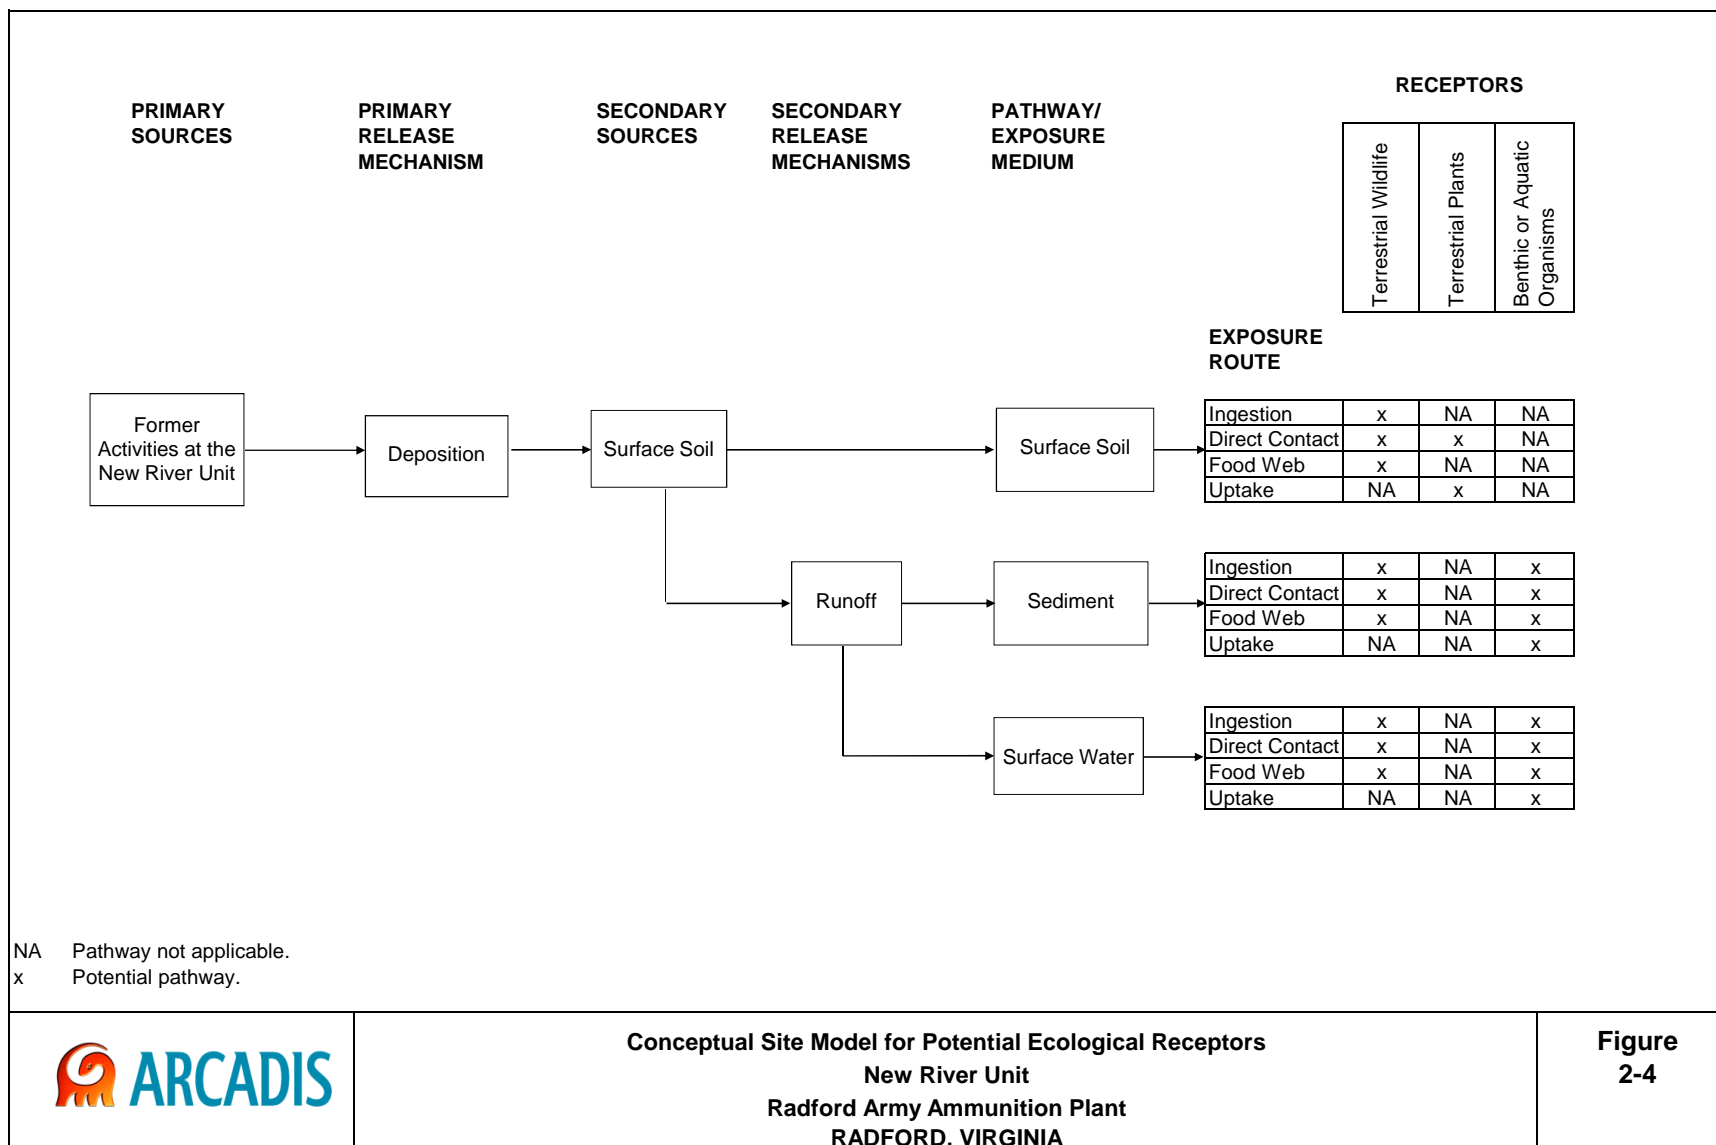 RECEPTORS
PRIMARY
SOURCES
PRIMARY
RELEASE
MECHANISM
SECONDARY
SOURCES
SECONDARY
RELEASE
MECHANISMS
PATHWAY/
EXPOSURE
MEDIUM
Terrestrial Wildlife
Terrestrial Plants
Benthic or Aquatic
Organisms
EXPOSURE
ROUTE
Former
Activities at the
New River Unit
Deposition
Surface Soil
Surface Soil
Ingestion x NA NA
Direct Contact x x NA
Food Web x NA NA
Uptake NA x NA
Runoff
Sediment
Ingestion x NA x
Direct Contact x NA x
Food Web x NA x
Uptake NA NA x
Surface Water
Ingestion x NA x
Direct Contact x NA x
Food Web x NA x
Uptake NA NA x
NA Pathway not applicable.
x Potential pathway.
ARCADIS
Conceptual Site Model for Potential Ecological Receptors
New River Unit
Radford Army Ammunition Plant
RADFORD, VIRGINIA
Figure
2-4